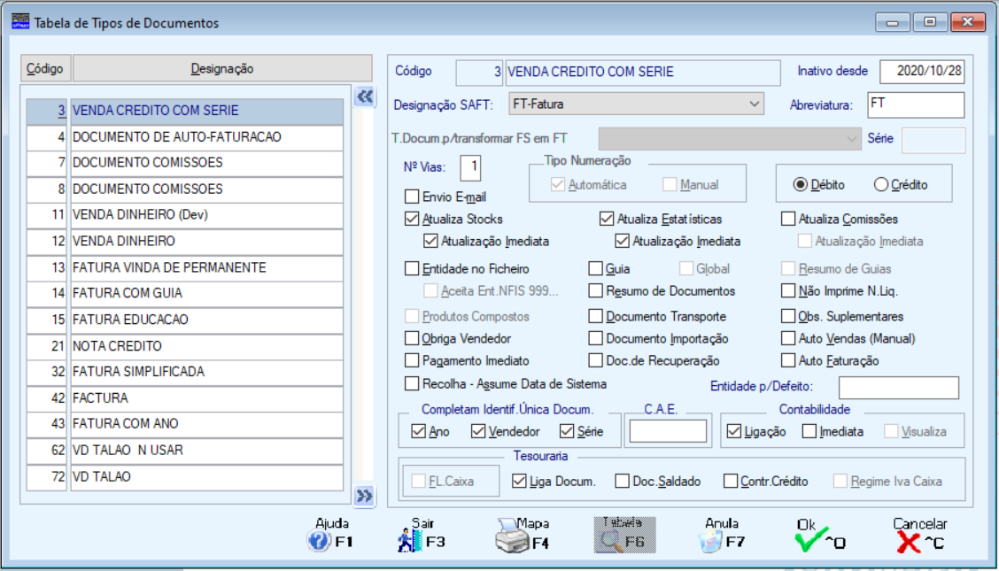 Tabela de Tipos de Documentos
Código Designação
3 VENDA CREDITO COM SERIE
4 DOCUMENTO DE AUTO-FATURACAO
7 DOCUMENTO COMISSOES
8 DOCUMENTO COMISSOES
11 VENDA DINHEIRO (Dev)
12 VENDA DINHEIRO
13 FATURA VINDA DE PERMANENTE
14 FATURA COM GUIA
15 FATURA EDUCACAO
21 NOTA CREDITO
32 FATURA SIMPLIFICADA
42 FACTURA
43 FATURA COM ANO
62 VD TALAO N USAR
72 VD TALAO
Código 3 VENDA CREDITO COM SERIE Inativo desde 2020/10/28
Designação SAFT: FT-Fatura Abreviatura: FT
T.Docum.p/transformar FS em FT Série
Nº Vias: 1 Tipo Numeração
Automática Manual Débito Crédito
Envio E-mail
Atualiza Stocks Atualiza Estatísticas Atualiza Comissões
Atualização Imediata Atualização Imediata Atualização Imediata
Entidade no Ficheiro Guia Global Resumo de Guias
Aceita Ent.NFIS 999... Resumo de Documentos Não Imprime N.Liq.
Produtos Compostos Documento Transporte Obs. Suplementares
Obriga Vendedor Documento Importação Auto Vendas (Manual)
Pagamento Imediato Doc.de Recuperação Auto Faturação
Recolha - Assume Data de Sistema Entidade p/Defeito:
Completam Identif.Única Docum. C.A.E. Contabilidade
Ano Vendedor Série Ligação Imediata Visualiza
Tesouraria
FL.Caixa Liga Docum. Doc.Saldado Contr.Crédito Regime Iva Caixa
Ajuda F1 Sair F3 Mapa F4 Tabela F6 Anula F7 Ok ^O Cancelar ^C